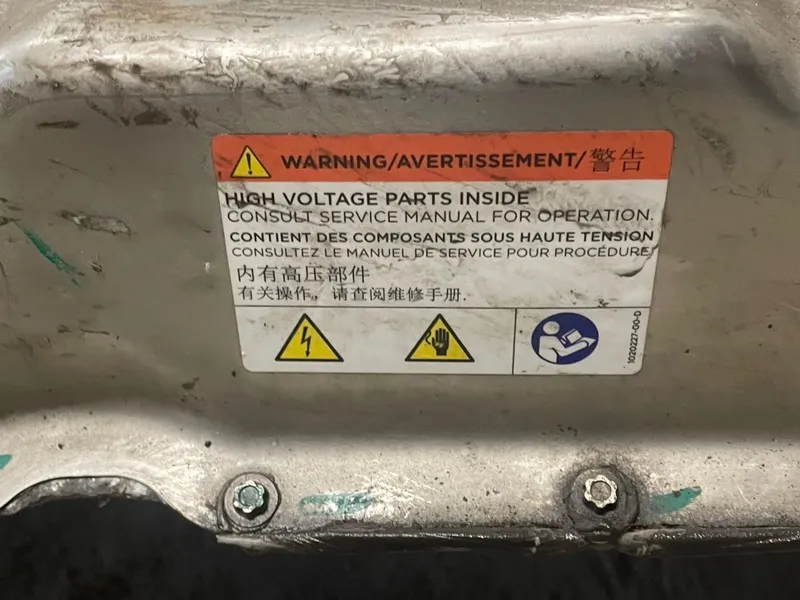 WARNING/AVERTISSEMENT/警告
HIGH VOLTAGE PARTS INSIDE
CONSULT SERVICE MANUAL FOR OPERATION.
CONTIENT DES COMPOSANTS SOUS HAUTE TENSION
CONSULTEZ LE MANUEL DE SERVICE POUR PROCÉDURE
内有高压部件
有关操作，请查阅维修手册.
1020227-00-D